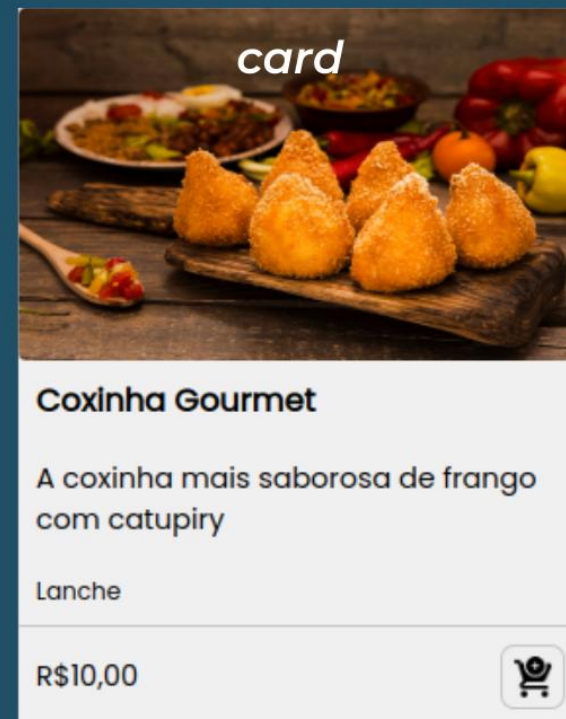 card
Coxinha Gourmet
A coxinha mais saborosa de frango
com catupiry
Lanche
R$10,00